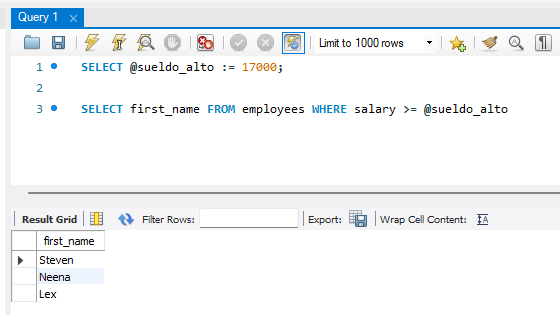 Query 1
Limit to 1000 rows
1 SELECT @sueldo_alto := 17000;
2
3 SELECT first_name FROM employees WHERE salary >= @sueldo_alto
Result Grid Filter Rows: Export: Wrap Cell Content:
first_name
Steven
Neena
Lex